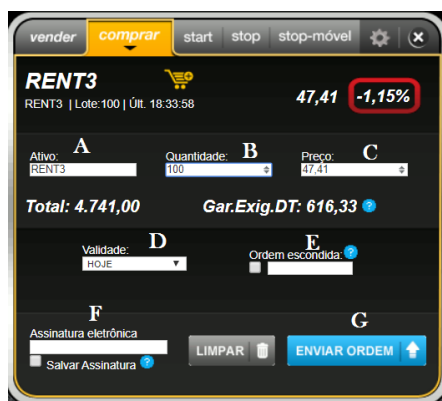 vender comprar start stop stop-móvel
RENT3
RENT3 | Lote:100 | Últ. 18:33:58
47,41 -1,15%
A B C
Ativo: Quantidade: Preço:
RENT3 100 47,41
Total: 4.741,00 Gar.Exig.DT: 616,33 ?
D E
Validade: Ordem escondida: ?
HOJE
F G
Assinatura eletrônica
LIMPAR ENVIAR ORDEM
Salvar Assinatura ?